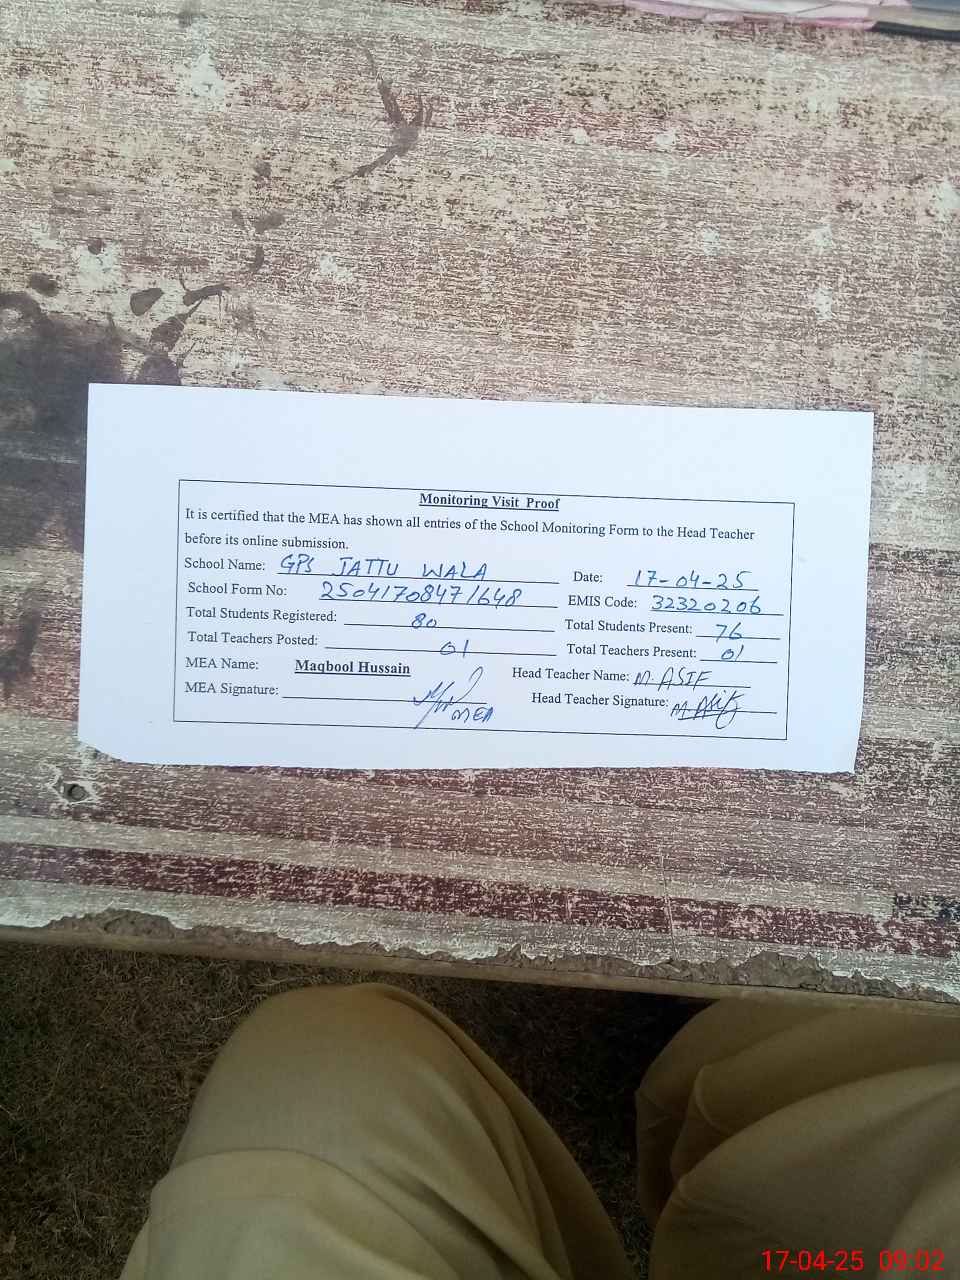 Monitoring Visit Proof
It is certified that the MEA has shown all entries of the School Monitoring Form to the Head Teacher
before its online submission.
School Name: GPS JATTU WALA Date: 17-04-25
School Form No: 25041708471648 EMIS Code: 32320206
Total Students Registered: 80 Total Students Present: 76
Total Teachers Posted: 01 Total Teachers Present: 01
MEA Name: Maqbool Hussain Head Teacher Name: M. ASIF
MEA Signature: MEA Head Teacher Signature: M. Asif
17-04-25 09:02